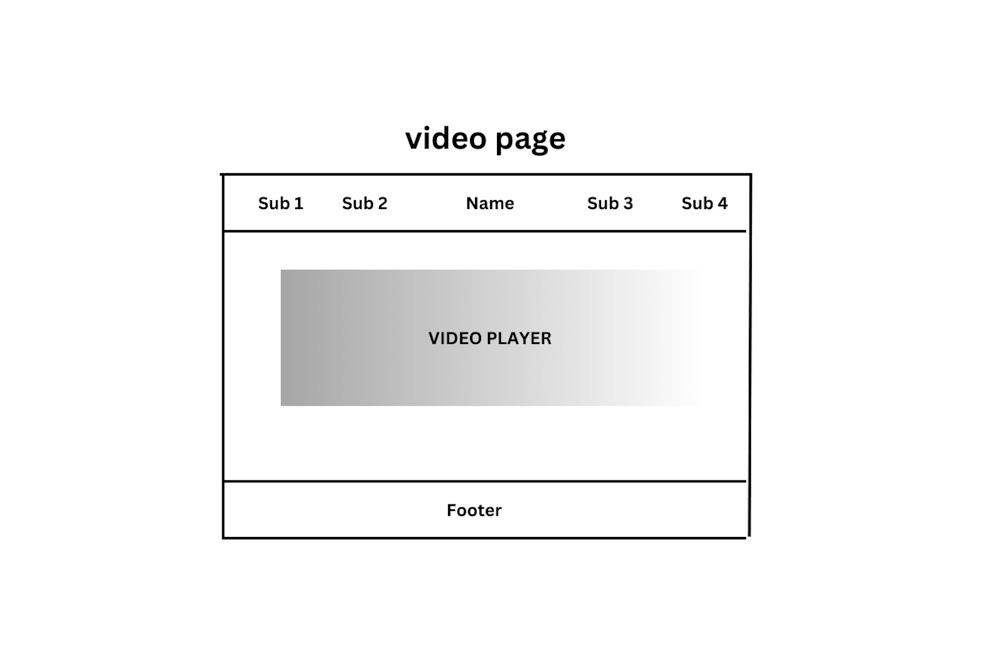 video page
Sub 1 Sub 2 Name Sub 3 Sub 4
VIDEO PLAYER
Footer